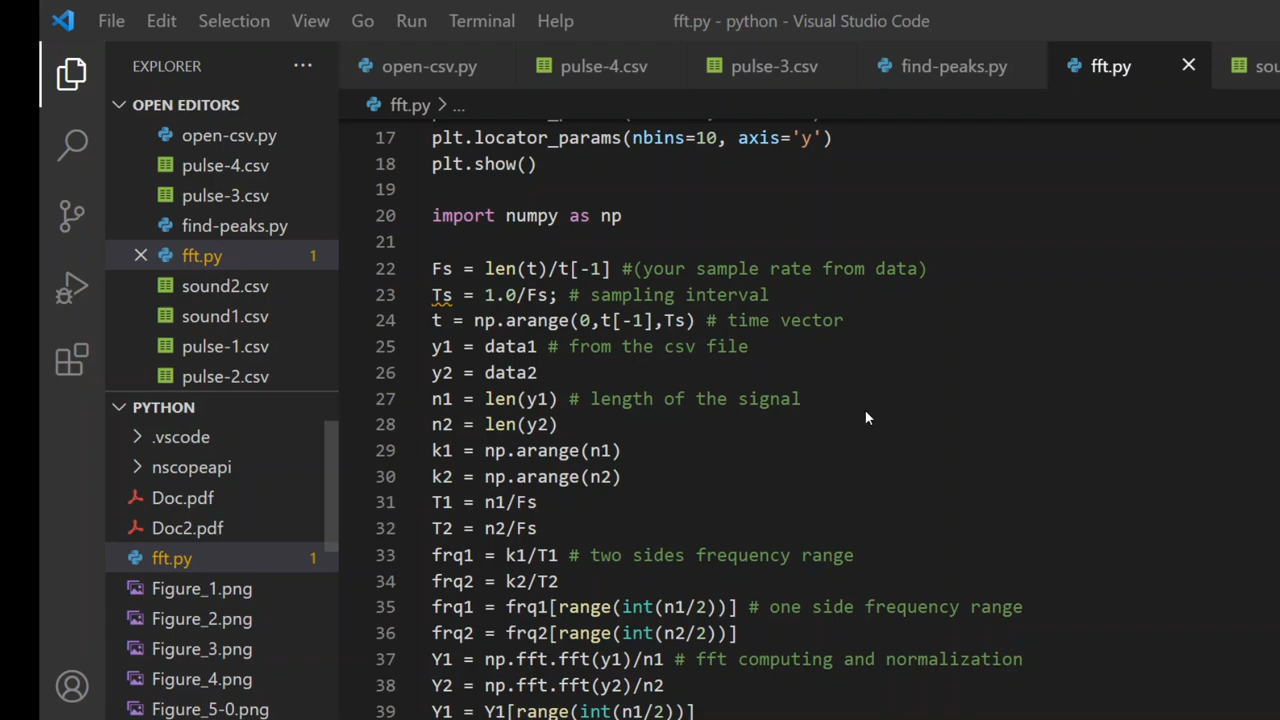 File Edit Selection View Go Run Terminal Help fft.py - python - Visual Studio Code
EXPLORER ...
open-csv.py pulse-4.csv pulse-3.csv find-peaks.py fft.py
OPEN EDITORS
open-csv.py
pulse-4.csv
pulse-3.csv
find-peaks.py
fft.py 1
sound2.csv
sound1.csv
pulse-1.csv
pulse-2.csv
PYTHON
.vscode
nscopeapi
Doc.pdf
Doc2.pdf
fft.py 1
Figure_1.png
Figure_2.png
Figure_3.png
Figure_4.png
Figure_5-0.png
fft.py > ...
17 plt.locator_params(nbins=10, axis='y')
18 plt.show()
19
20 import numpy as np
21
22 Fs = len(t)/t[-1] #(your sample rate from data)
23 Ts = 1.0/Fs; # sampling interval
24 t = np.arange(0,t[-1],Ts) # time vector
25 y1 = data1 # from the csv file
26 y2 = data2
27 n1 = len(y1) # length of the signal
28 n2 = len(y2)
29 k1 = np.arange(n1)
30 k2 = np.arange(n2)
31 T1 = n1/Fs
32 T2 = n2/Fs
33 frq1 = k1/T1 # two sides frequency range
34 frq2 = k2/T2
35 frq1 = frq1[range(int(n1/2))] # one side frequency range
36 frq2 = frq2[range(int(n2/2))]
37 Y1 = np.fft.fft(y1)/n1 # fft computing and normalization
38 Y2 = np.fft.fft(y2)/n2
39 Y1 = Y1[range(int(n1/2))]